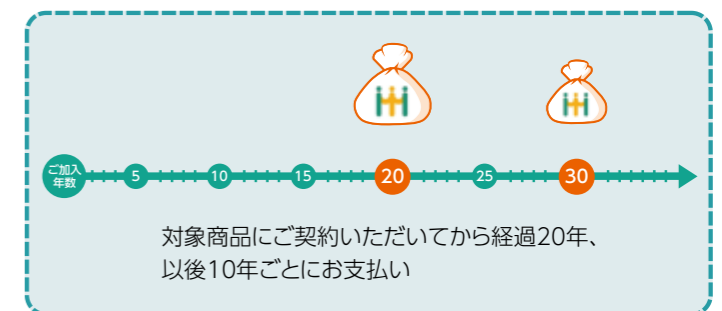 ご加入
年数
5 10 15 20 25 30
対象商品にご契約いただいてから経過20年、
以後10年ごとにお支払い